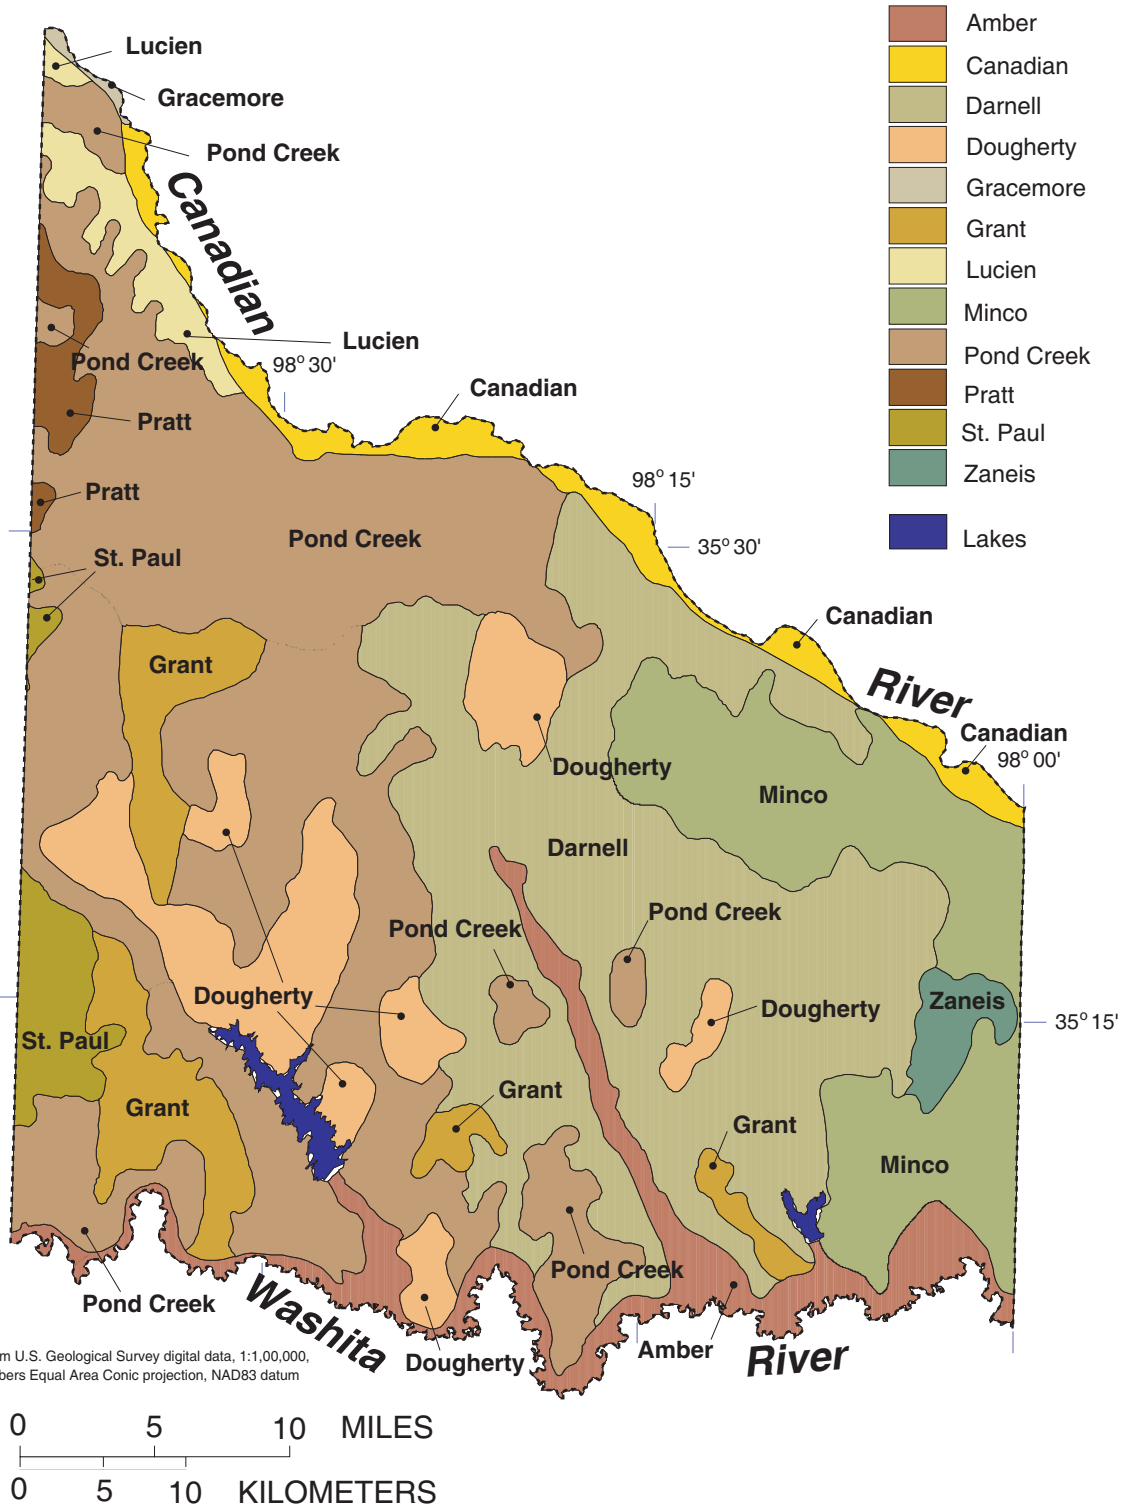 Lucien
Gracemore
Pond Creek
Canadian
Lucien
Pond Creek
98° 30'
Canadian
Pratt
98° 15'
Pratt
Pond Creek
35° 30'
St. Paul
Canadian
Grant
River
Canadian
98° 00'
Dougherty
Minco
Darnell
Pond Creek
Pond Creek
Dougherty
Dougherty
Zaneis
35° 15'
St. Paul
Grant
Grant
Grant
Minco
Pond Creek
Pond Creek
Washita
Amber
River
Dougherty
Amber
Canadian
Darnell
Dougherty
Gracemore
Grant
Lucien
Minco
Pond Creek
Pratt
St. Paul
Zaneis
Lakes
m U.S. Geological Survey digital data, 1:1,00,000,
bers Equal Area Conic projection, NAD83 datum
0 5 10 MILES
0 5 10 KILOMETERS